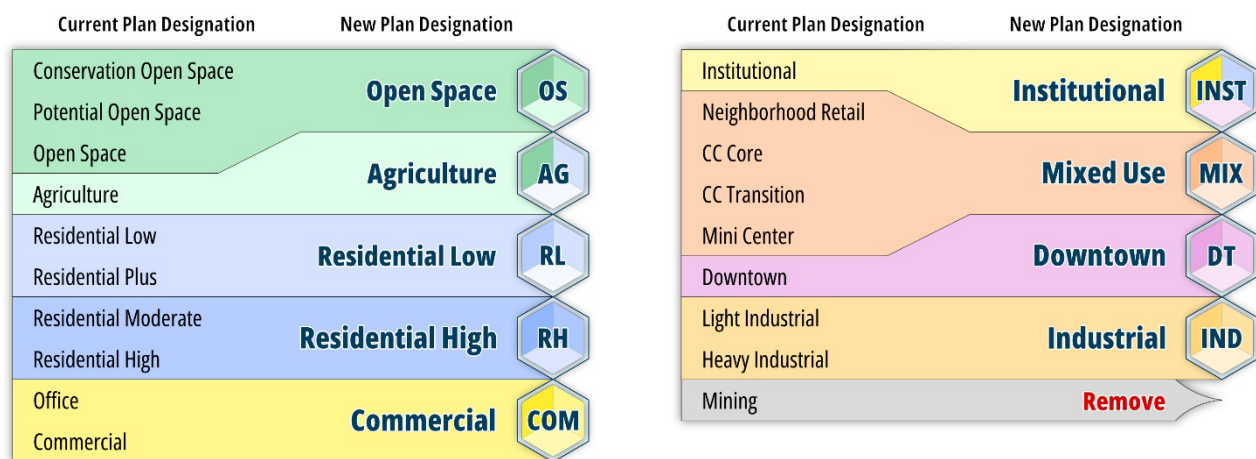 Current Plan Designation New Plan Designation
Conservation Open Space
Open Space OS
Potential Open Space
Open Space
Agriculture AG
Agriculture
Residential Low
Residential Low RL
Residential Plus
Residential Moderate
Residential High RH
Residential High
Office
Commercial COM
Commercial
Current Plan Designation New Plan Designation
Institutional
Institutional INST
Neighborhood Retail
CC Core
Mixed Use MIX
CC Transition
Mini Center
Downtown DT
Downtown
Light Industrial
Industrial IND
Heavy Industrial
Mining Remove